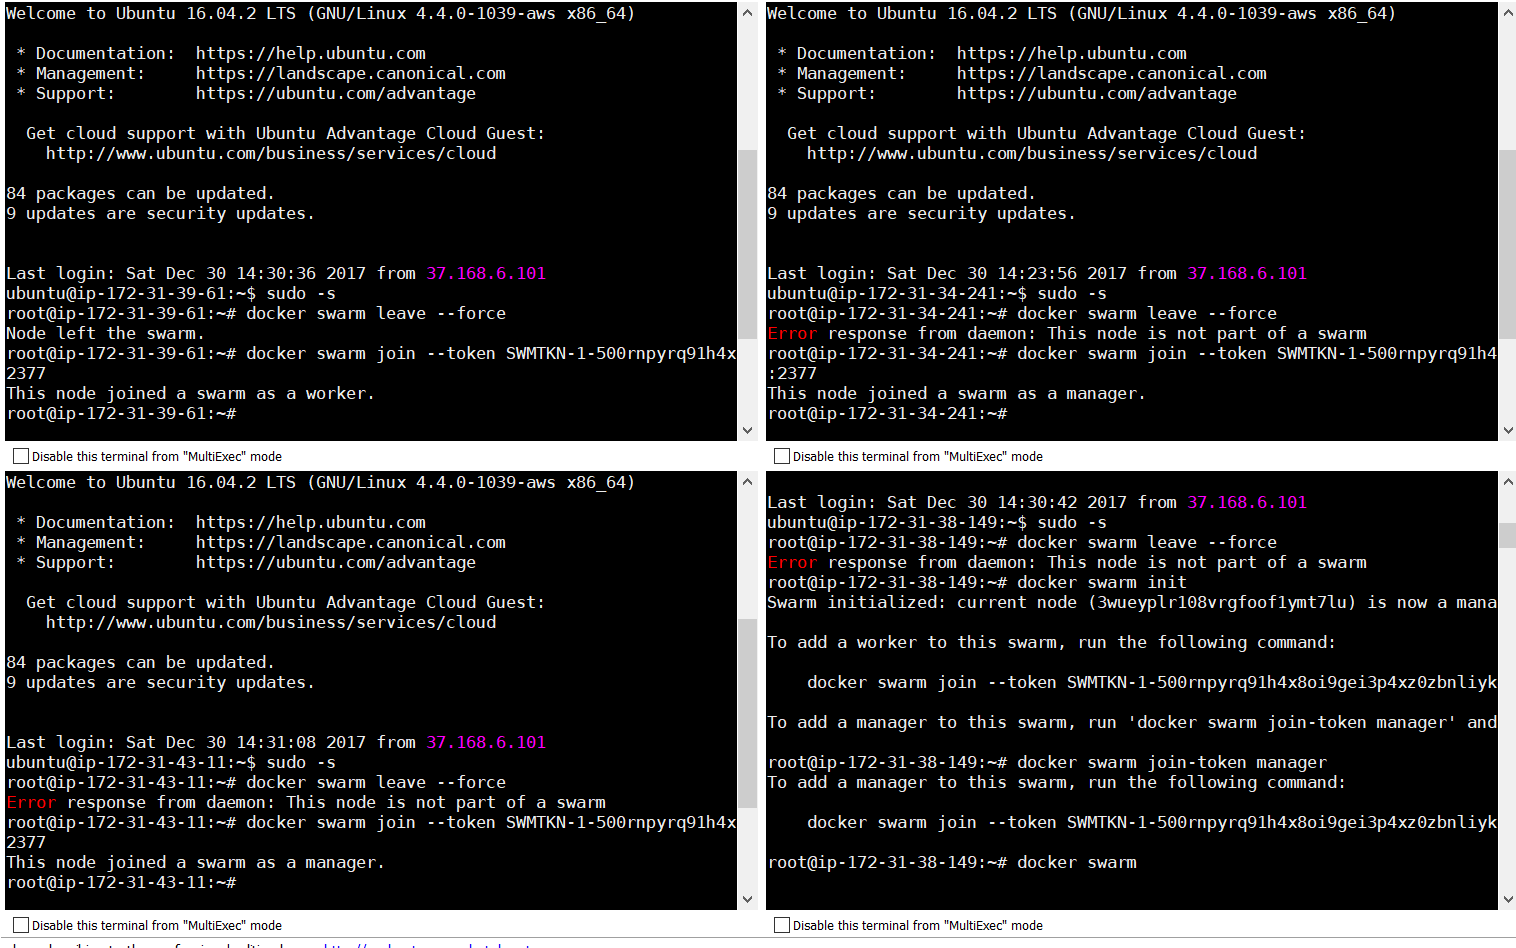 Welcome to Ubuntu 16.04.2 LTS (GNU/Linux 4.4.0-1039-aws x86_64)
* Documentation:  https://help.ubuntu.com
* Management:     https://landscape.canonical.com
* Support:        https://ubuntu.com/advantage
Get cloud support with Ubuntu Advantage Cloud Guest:
http://www.ubuntu.com/business/services/cloud
84 packages can be updated.
9 updates are security updates.
Last login: Sat Dec 30 14:30:36 2017 from 37.168.6.101
ubuntu@ip-172-31-39-61:~$ sudo -s
root@ip-172-31-39-61:~# docker swarm leave --force
Node left the swarm.
root@ip-172-31-39-61:~# docker swarm join --token SWMTKN-1-500rnpyrq91h4x
2377
This node joined a swarm as a worker.
root@ip-172-31-39-61:~#
Disable this terminal from "MultiExec" mode
Welcome to Ubuntu 16.04.2 LTS (GNU/Linux 4.4.0-1039-aws x86_64)
* Documentation:  https://help.ubuntu.com
* Management:     https://landscape.canonical.com
* Support:        https://ubuntu.com/advantage
Get cloud support with Ubuntu Advantage Cloud Guest:
http://www.ubuntu.com/business/services/cloud
84 packages can be updated.
9 updates are security updates.
Last login: Sat Dec 30 14:23:56 2017 from 37.168.6.101
ubuntu@ip-172-31-34-241:~$ sudo -s
root@ip-172-31-34-241:~# docker swarm leave --force
Error response from daemon: This node is not part of a swarm
root@ip-172-31-34-241:~# docker swarm join --token SWMTKN-1-500rnpyrq91h4
:2377
This node joined a swarm as a manager.
root@ip-172-31-34-241:~#
Disable this terminal from "MultiExec" mode
Welcome to Ubuntu 16.04.2 LTS (GNU/Linux 4.4.0-1039-aws x86_64)
* Documentation:  https://help.ubuntu.com
* Management:     https://landscape.canonical.com
* Support:        https://ubuntu.com/advantage
Get cloud support with Ubuntu Advantage Cloud Guest:
http://www.ubuntu.com/business/services/cloud
84 packages can be updated.
9 updates are security updates.
Last login: Sat Dec 30 14:31:08 2017 from 37.168.6.101
ubuntu@ip-172-31-43-11:~$ sudo -s
root@ip-172-31-43-11:~# docker swarm leave --force
Error response from daemon: This node is not part of a swarm
root@ip-172-31-43-11:~# docker swarm join --token SWMTKN-1-500rnpyrq91h4x
2377
This node joined a swarm as a manager.
root@ip-172-31-43-11:~#
Disable this terminal from "MultiExec" mode
Last login: Sat Dec 30 14:30:42 2017 from 37.168.6.101
ubuntu@ip-172-31-38-149:~$ sudo -s
root@ip-172-31-38-149:~# docker swarm leave --force
Error response from daemon: This node is not part of a swarm
root@ip-172-31-38-149:~# docker swarm init
Swarm initialized: current node (3wueyplr108vrgfoof1ymt7lu) is now a mana
To add a worker to this swarm, run the following command:
docker swarm join --token SWMTKN-1-500rnpyrq91h4x8oi9gei3p4xz0zbnliyk
To add a manager to this swarm, run 'docker swarm join-token manager' and
root@ip-172-31-38-149:~# docker swarm join-token manager
To add a manager to this swarm, run the following command:
docker swarm join --token SWMTKN-1-500rnpyrq91h4x8oi9gei3p4xz0zbnliyk
root@ip-172-31-38-149:~# docker swarm
Disable this terminal from "MultiExec" mode